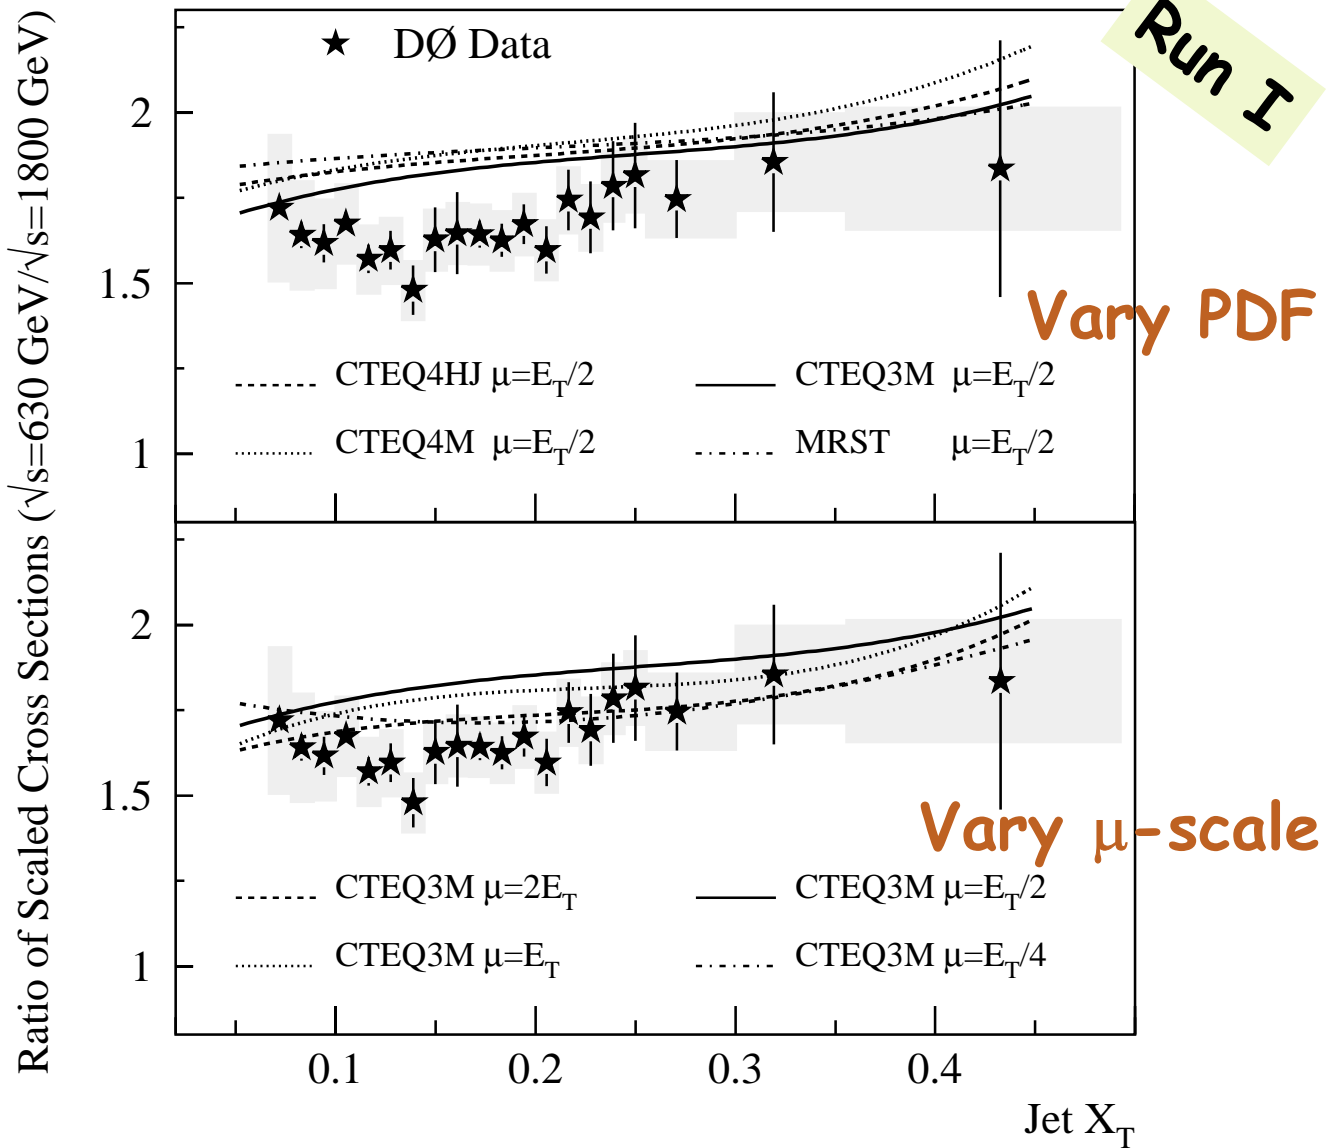 Run I
★ DØ Data
2
1.5
1
Vary PDF
CTEQ4HJ μ=E_T/2
CTEQ3M μ=E_T/2
CTEQ4M μ=E_T/2
MRST μ=E_T/2
2
1.5
1
Vary μ-scale
CTEQ3M μ=2E_T
CTEQ3M μ=E_T/2
CTEQ3M μ=E_T
CTEQ3M μ=E_T/4
0.1 0.2 0.3 0.4
Jet X_T
Ratio of Scaled Cross Sections (√s=630 GeV/√s=1800 GeV)